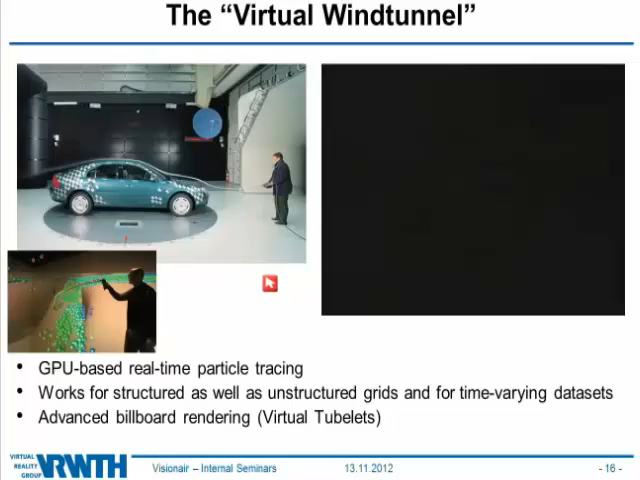 The “Virtual Windtunnel”
• GPU-based real-time particle tracing
• Works for structured as well as unstructured grids and for time-varying datasets
• Advanced billboard rendering (Virtual Tubelets)
VIRTUAL
REALITY
GROUP
VRWTH
Visionair – Internal Seminars
13.11.2012
- 16 -